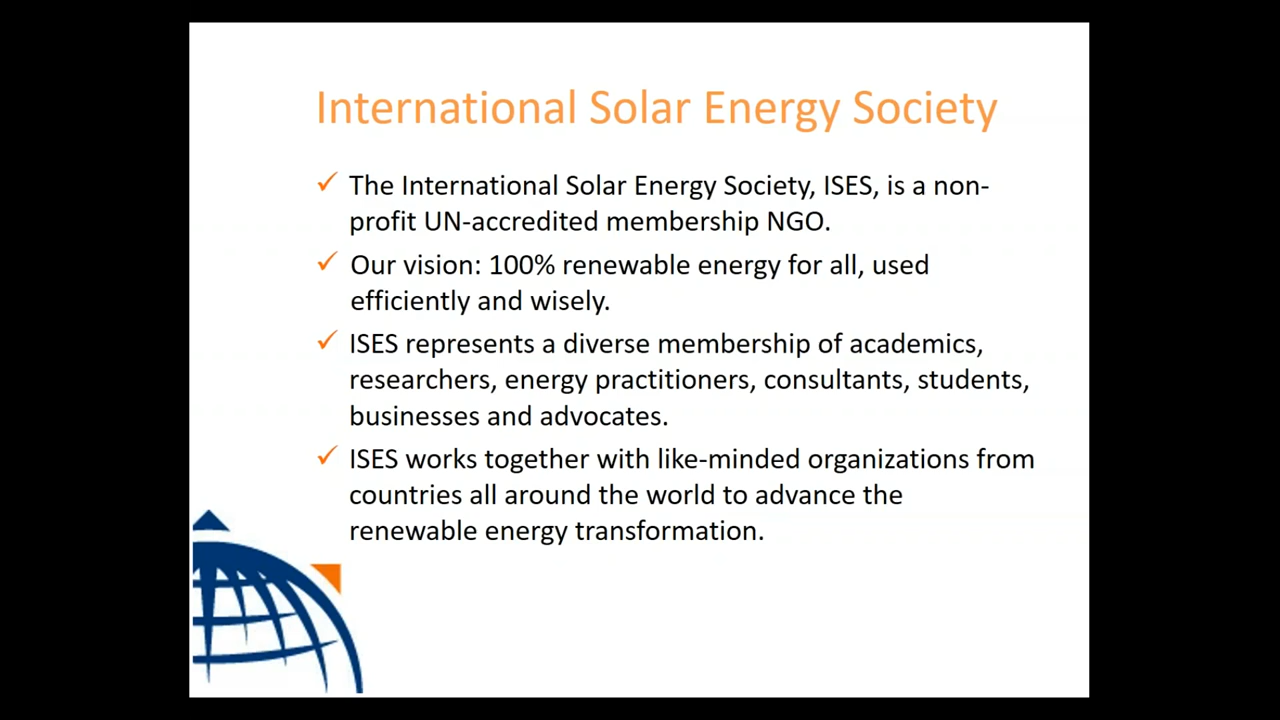 International Solar Energy Society
✓ The International Solar Energy Society, ISES, is a non-
profit UN-accredited membership NGO.
✓ Our vision: 100% renewable energy for all, used
efficiently and wisely.
✓ ISES represents a diverse membership of academics,
researchers, energy practitioners, consultants, students,
businesses and advocates.
✓ ISES works together with like-minded organizations from
countries all around the world to advance the
renewable energy transformation.